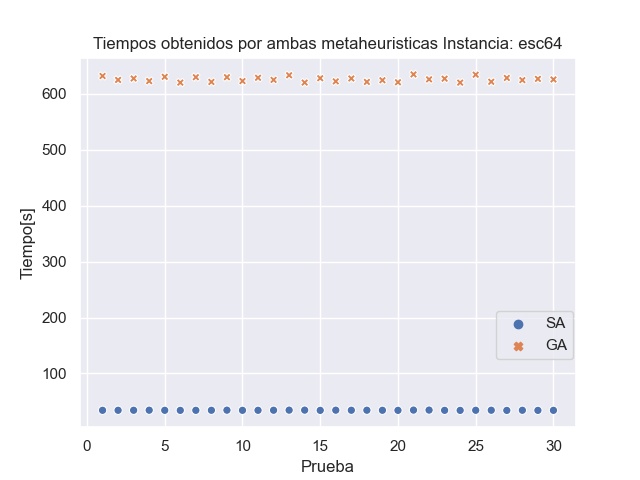 Tiempos obtenidos por ambas metaheuristicas Instancia: esc64
Tiempo[s]
600
500
400
300
200
100
SA
GA
0 5 10 15 20 25 30
Prueba